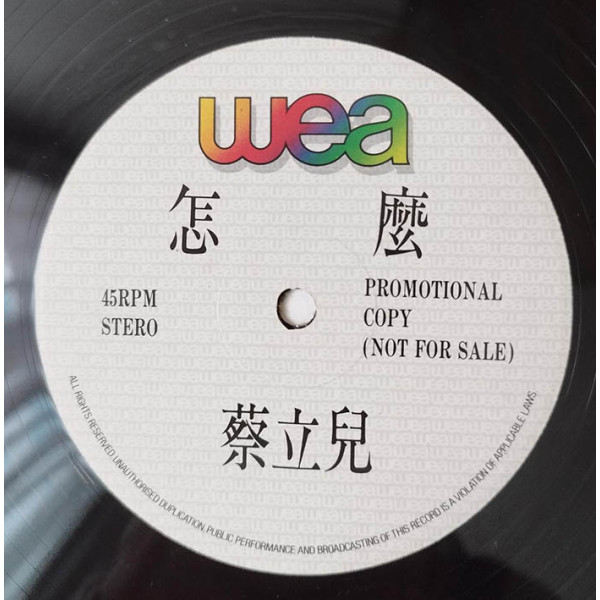 wea
怎麼
45RPM
STERO
PROMOTIONAL
COPY
(NOT FOR SALE)
蔡立兒
ALL RIGHTS RESERVED. UNAUTHORISED DUPLICATION, PUBLIC PERFORMANCE AND BROADCASTING OF THIS RECORD IS A VIOLATION OF APPLICABLE LAWS